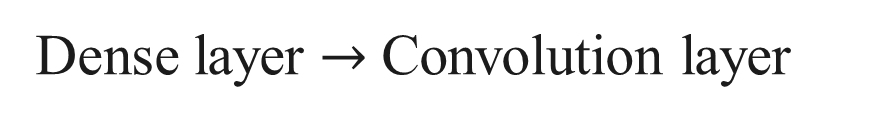 Dense layer → Convolution layer